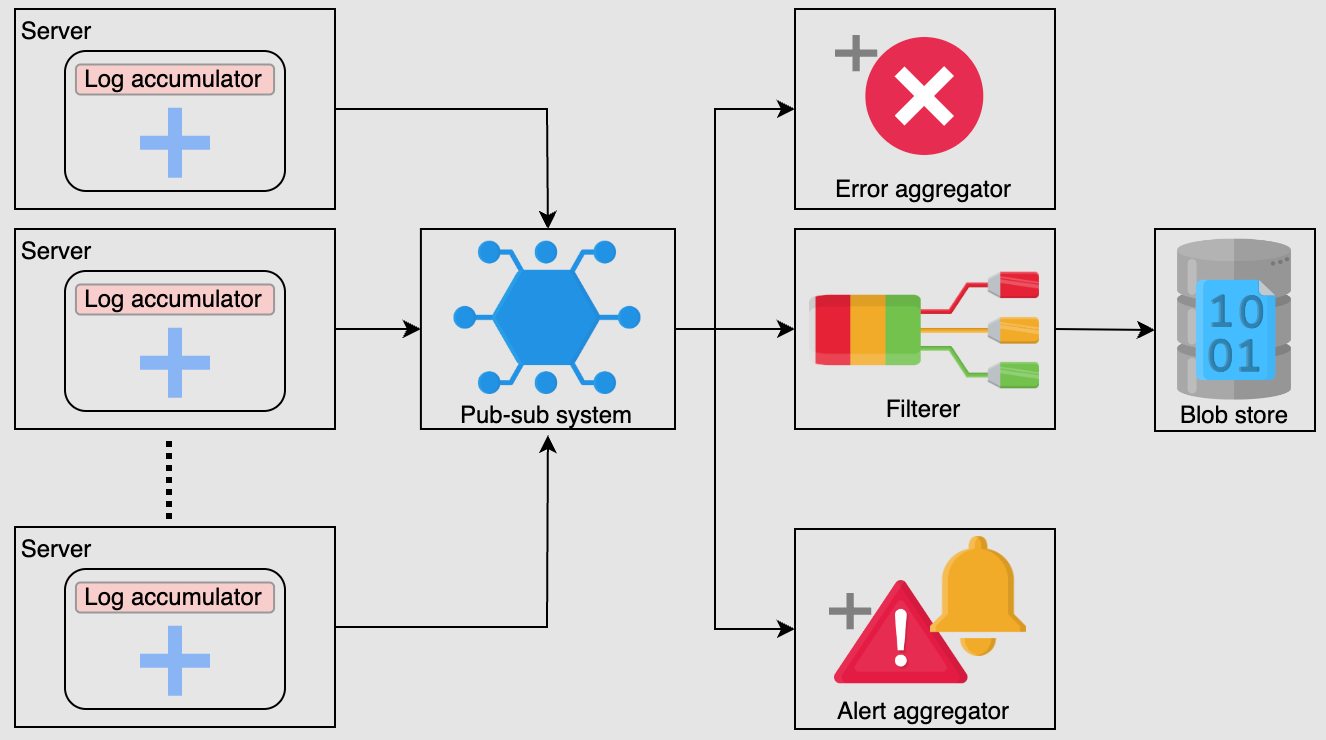 Server
Log accumulator
Server
Log accumulator
Server
Log accumulator
Pub-sub system
Error aggregator
Filterer
Alert aggregator
10
01
Blob store